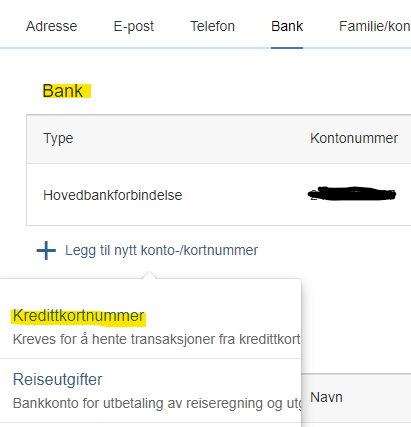 Adresse E-post Telefon Bank Familie/kon
Bank
Type Kontonummer
Hovedbankforbindelse
Legg til nytt konto-/kortnummer
Kredittkortnummer
Kreves for å hente transaksjoner fra kredittkort
Reiseutgifter
Navn
Bankkonto for utbetaling av reiseregning og utg